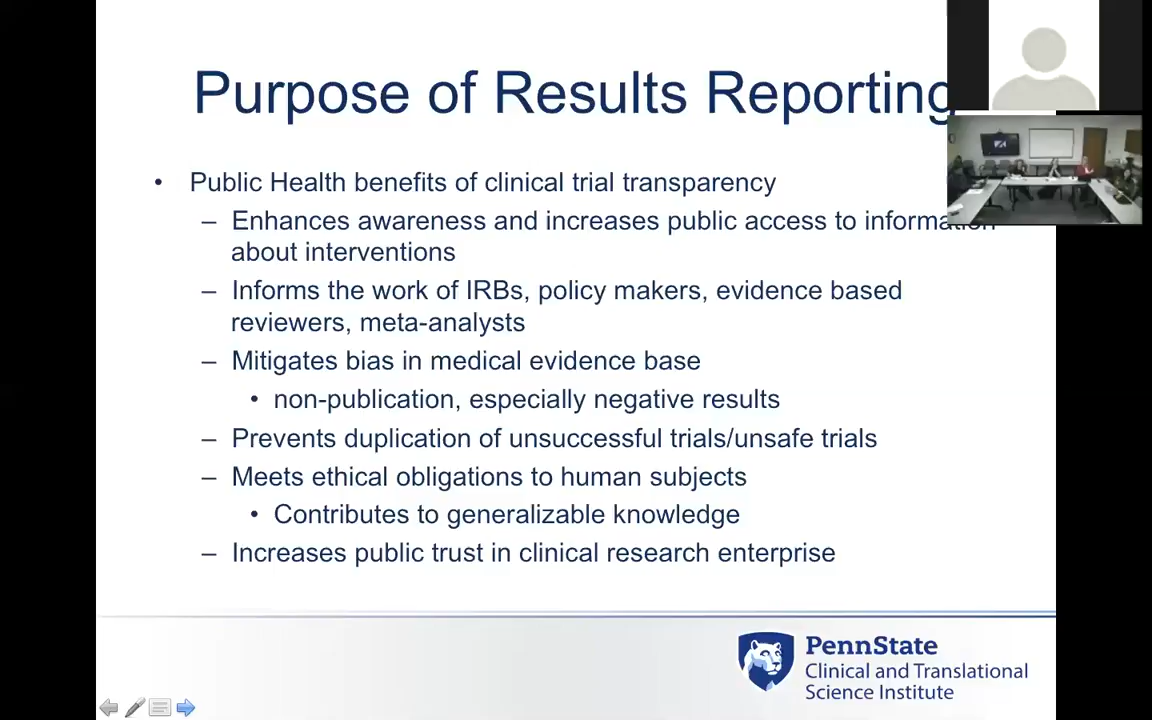 Purpose of Results Reporting
• Public Health benefits of clinical trial transparency
– Enhances awareness and increases public access to information
about interventions
– Informs the work of IRBs, policy makers, evidence based
reviewers, meta-analysts
– Mitigates bias in medical evidence base
• non-publication, especially negative results
– Prevents duplication of unsuccessful trials/unsafe trials
– Meets ethical obligations to human subjects
• Contributes to generalizable knowledge
– Increases public trust in clinical research enterprise
PennState
Clinical and Translational
Science Institute